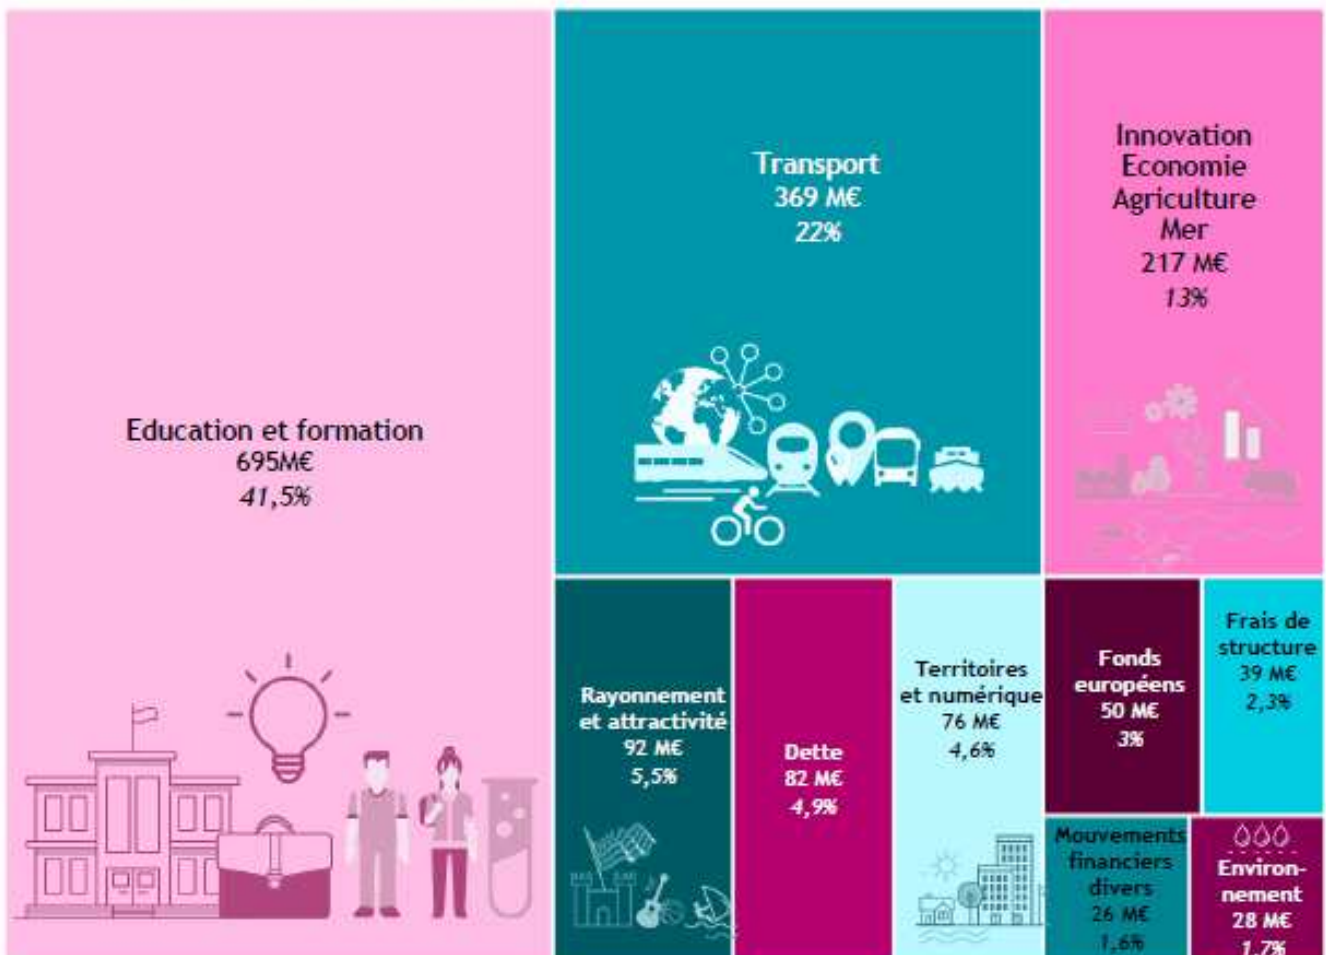 Education et formation
695M€
41,5%
Transport
369 M€
22%
Innovation
Economie
Agriculture
Mer
217 M€
13%
Rayonnement
et attractivité
92 M€
5,5%
Dette
82 M€
4,9%
Territoires
et numérique
76 M€
4,6%
Fonds
européens
50 M€
3%
Frais de
structure
39 M€
2,3%
Mouvements
financiers
divers
26 M€
1,6%
Environ-
nement
28 M€
1,7%